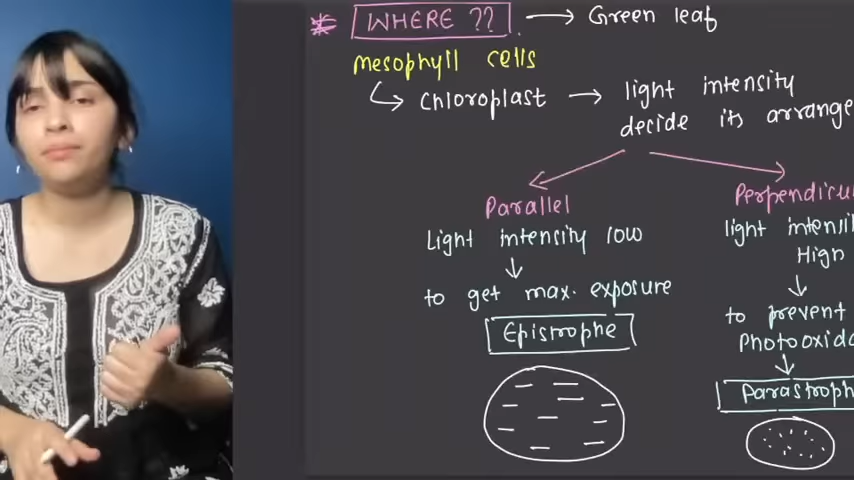 WHERE ?? → Green leaf
Mesophyll cells
Chloroplast → light intensity
decide its arrange
Parallel
Light intensity low
to get max. exposure
Epistrophe
Perpendicu
light intensi
High
to prevent
Photooxida
Parastroph